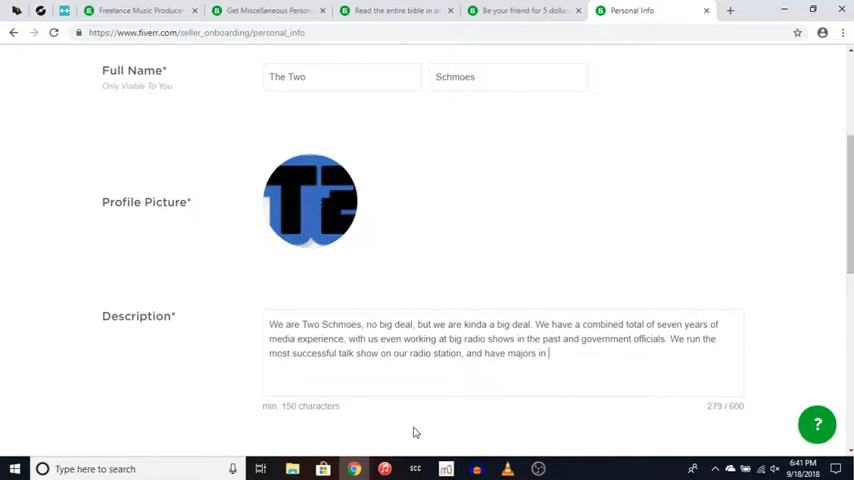 Freelance Music Producer
Get Miscellaneous Person
Read the entire bible in a
Be your friend for 5 dollar
Personal Info
https://www.fiverr.com/seller_onboarding/personal_info
Full Name*
Only Visible To You
The Two
Schmoes
Profile Picture*
T2
Description*
We are Two Schmoes, no big deal, but we are kinda a big deal. We have a combined total of seven years of
media experience, with us even working at big radio shows in the past and government officials. We run the
most successful talk show on our radio station, and have majors in
min. 150 characters
279 / 600
?
Type here to search
SCC
mu
6:41 PM
9/18/2018